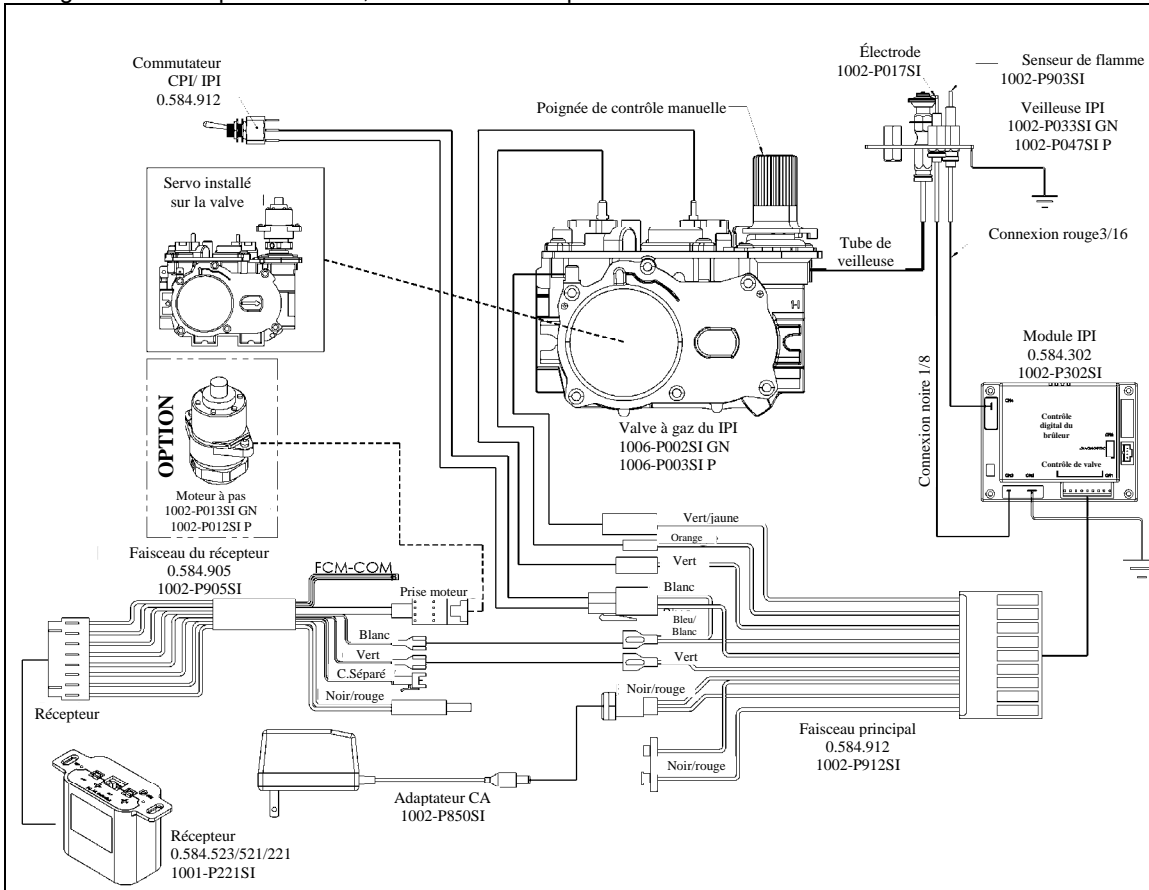 Commutateur
CPI/ IPI
0.584.912
Poignée de contrôle manuelle
Électrode
1002-P017SI
Senseur de flamme
1002-P903SI
Veilleuse IPI
1002-P033SI GN
1002-P047SI P
Servo installé
sur la valve
Tube de
veilleuse
Connexion rouge3/16
Module IPI
0.584.302
1002-P302SI
Contrôle
digital du
brûleur
Contrôle de valve
Connexion noire 1/8
Valve à gaz du IPI
1006-P002SI GN
1006-P003SI P
OPTION
Moteur à pas
1002-P013SI GN
1002-P012SI P
Faisceau du récepteur
0.584.905
1002-P905SI
FCM-COM
Prise moteur
Vert/jaune
Orange
Vert
Blanc
Bleu/
Blanc
Blanc
Vert
Vert
C.Séparé
Noir/rouge
Noir/rouge
Récepteur
Noir/rouge
Faisceau principal
0.584.912
1002-P912SI
Adaptateur CA
1002-P850SI
Récepteur
0.584.523/521/221
1001-P221SI